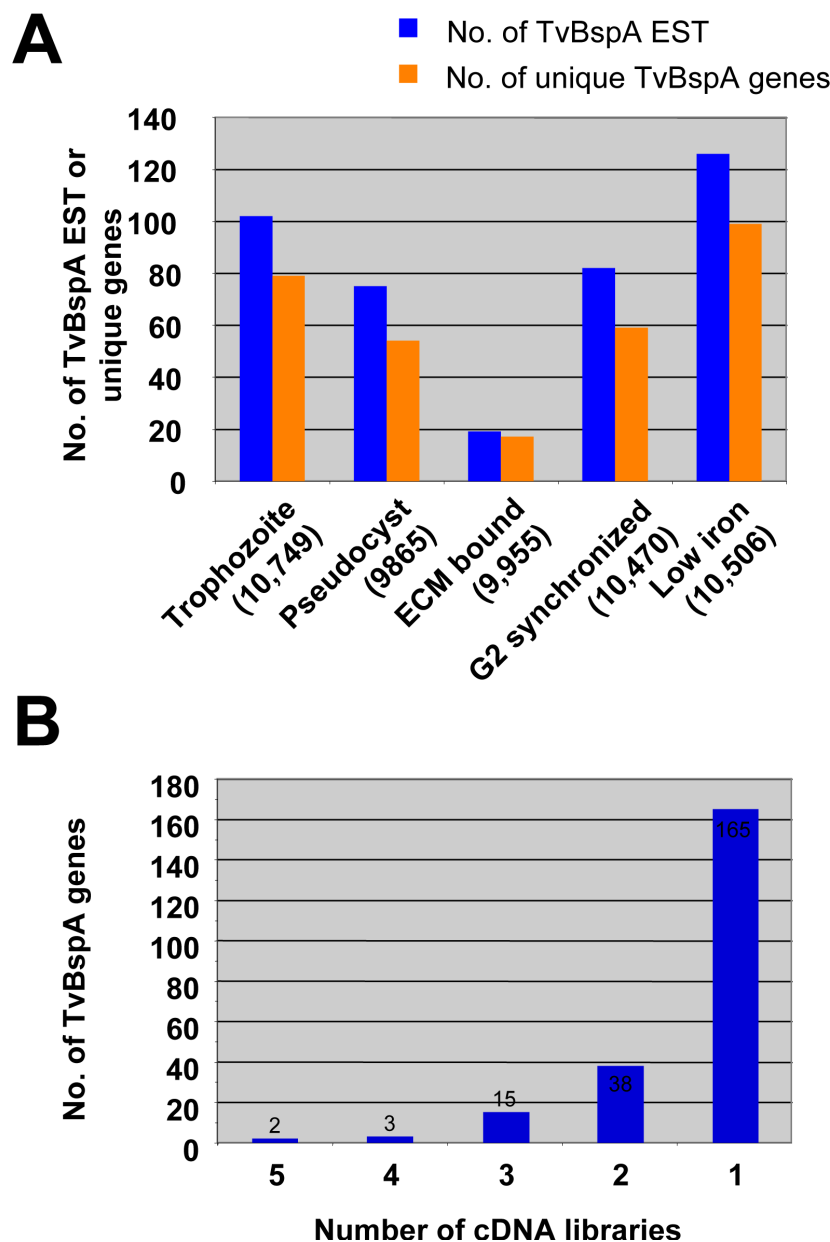 A
No. of TvBspA EST
No. of unique TvBspA genes
No. of TvBspA EST or
unique genes
140
120
100
80
60
40
20
0
Trophozoite
(10,749)
Pseudocyst
(9865)
ECM bound
(9,955)
G2 synchronized
(10,470)
Low iron
(10,506)
B
No. of TvBspA genes
180
160
140
120
100
80
60
40
20
0
2
3
15
38
165
5 4 3 2 1
Number of cDNA libraries